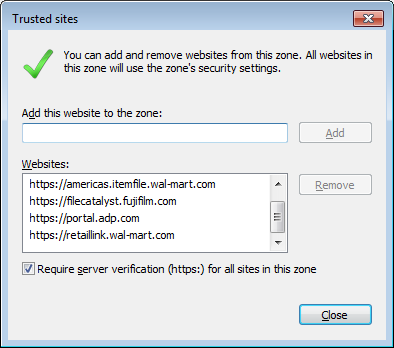 Trusted sites
You can add and remove websites from this zone. All websites in
this zone will use the zone's security settings.
Add this website to the zone:
Add
Websites:
https://americas.itemfile.wal-mart.com
https://filecatalyst.fujifilm.com
https://portal.adp.com
https://retaillink.wal-mart.com
Remove
Require server verification (https:) for all sites in this zone
Close